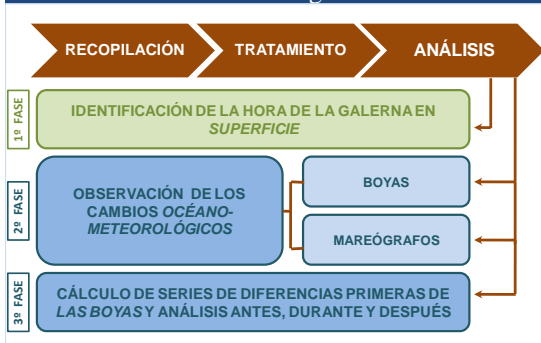 RECOPILACIÓN
TRATAMIENTO
ANÁLISIS
1º FASE
IDENTIFICACIÓN DE LA HORA DE LA GALERNA EN
SUPERFICIE
2º FASE
OBSERVACIÓN DE LOS
CAMBIOS OCÉANO-
METEOROLÓGICOS
BOYAS
MAREÓGRAFOS
3º FASE
CÁLCULO DE SERIES DE DIFERENCIAS PRIMERAS DE
LAS BOYAS Y ANÁLISIS ANTES, DURANTE Y DESPUÉS